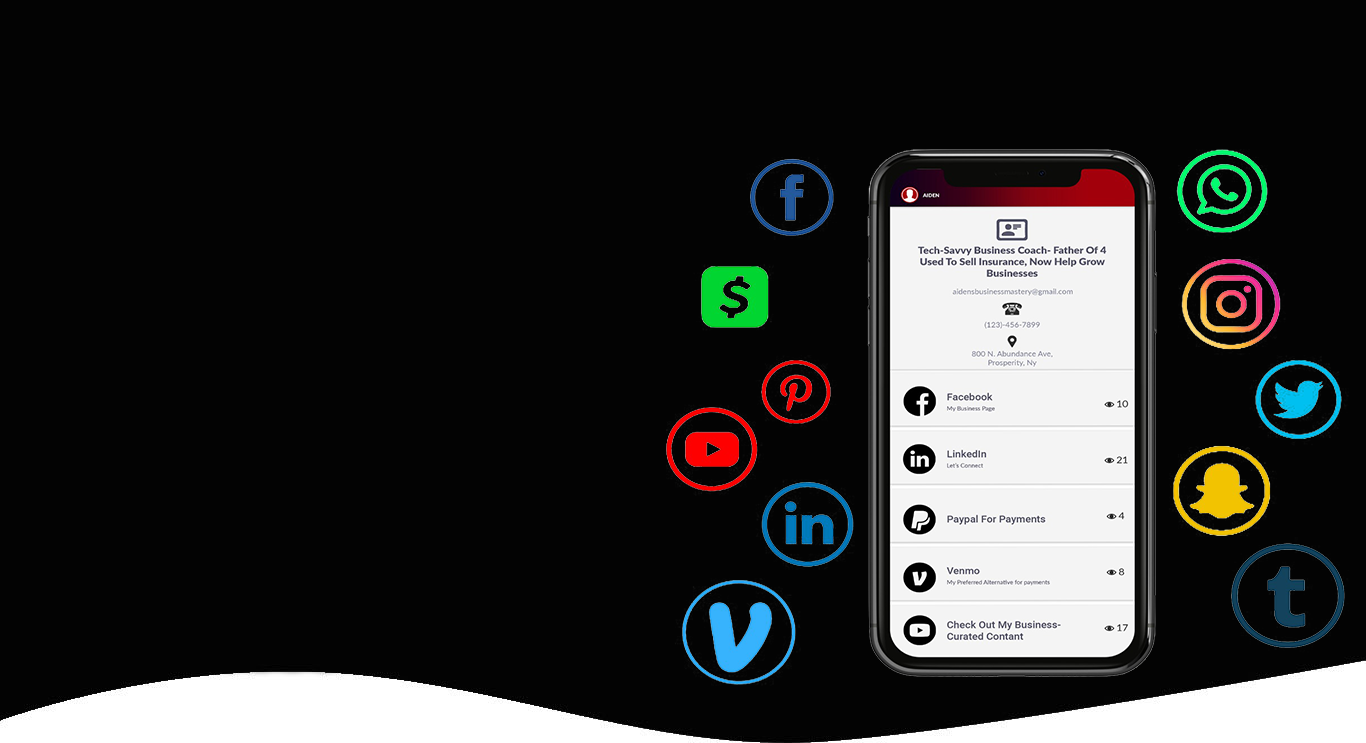 AIDEN
Tech-Savvy Business Coach- Father Of 4
Used To Sell Insurance, Now Help Grow
Businesses
aidensbusinessmastery@gmail.com
(123)-456-7899
800 N. Abundance Ave,
Prosperity, Ny
Facebook
My Business Page
10
LinkedIn
Let's Connect
21
Paypal For Payments
4
Venmo
My Preferred Alternative for payments
8
Check Out My Business-
Curated Contant
17